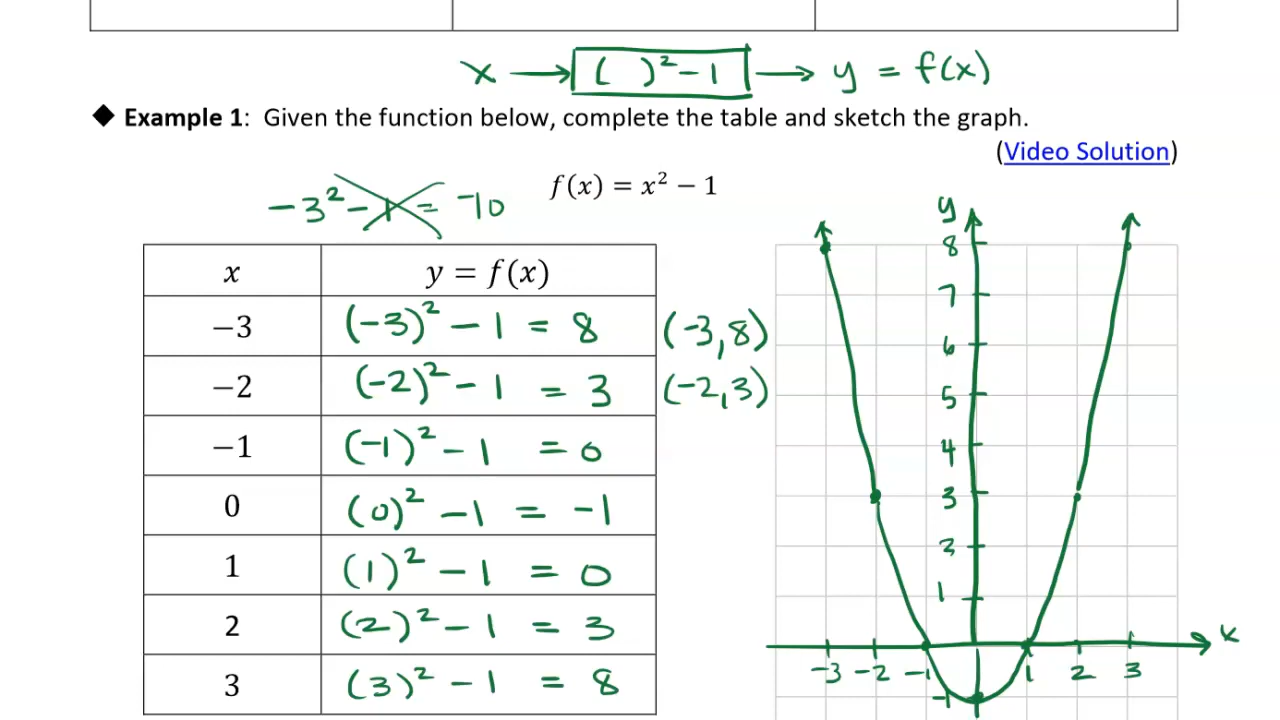 x → ( )² − 1 → y = f(x)
◆ Example 1: Given the function below, complete the table and sketch the graph.
(Video Solution)
f(x) = x² − 1
−3² − 1 = −10
x y = f(x)
−3 (−3)² − 1 = 8 (−3, 8)
−2 (−2)² − 1 = 3 (−2, 3)
−1 (−1)² − 1 = 0
0 (0)² − 1 = −1
1 (1)² − 1 = 0
2 (2)² − 1 = 3
3 (3)² − 1 = 8
y
8
7
6
5
4
3
2
1
x
−3 −2 −1 1 2 3
−1